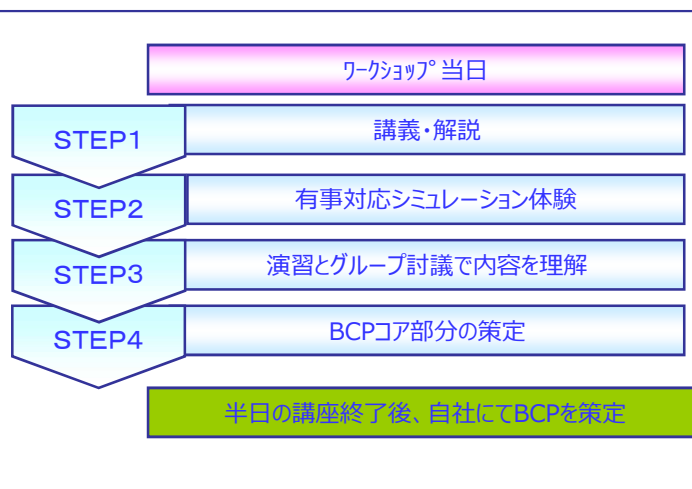 ﾜｰｸｼｮｯﾌﾟ当日
STEP1
講義・解説
STEP2
有事対応シミュレーション体験
STEP3
演習とグループ討議で内容を理解
STEP4
BCPコア部分の策定
半日の講座終了後、自社にてBCPを策定